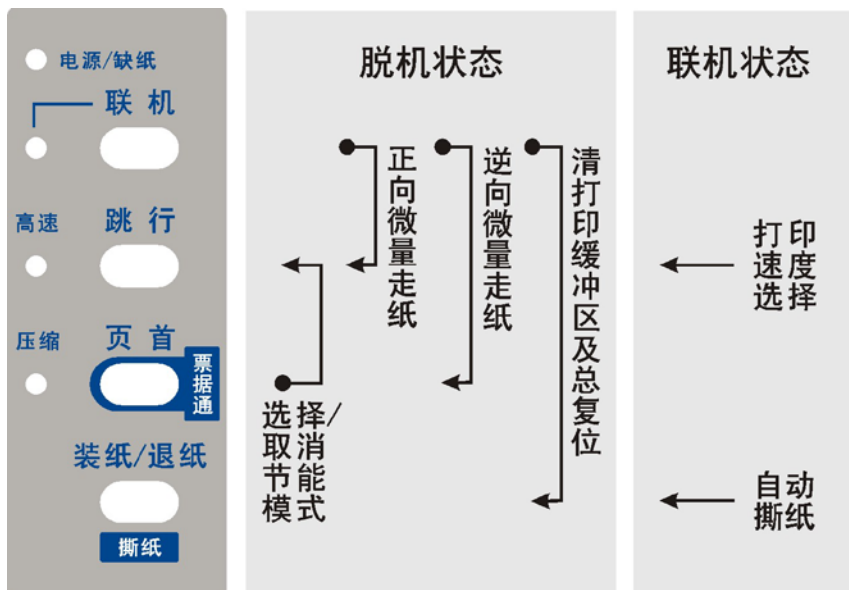 电源/缺纸
联机
高速
跳行
压缩
页首
票据通
装纸/退纸
撕纸
脱机状态
正向微量走纸
逆向微量走纸
清打印缓冲区及总复位
选择/
取消
节能
模式
联机状态
打印
速度
选择
自动
撕纸